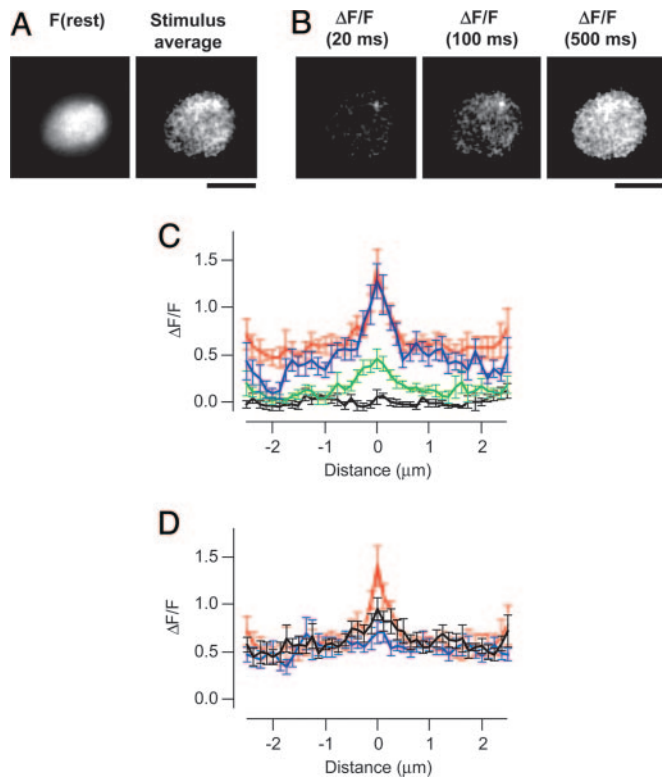 A
F(rest)
Stimulus
average
B
ΔF/F
(20 ms)
ΔF/F
(100 ms)
ΔF/F
(500 ms)
C
1.5
1.0
0.5
0.0
ΔF/F
-2
-1
0
1
2
Distance (μm)
D
1.5
1.0
0.5
0.0
ΔF/F
-2
-1
0
1
2
Distance (μm)